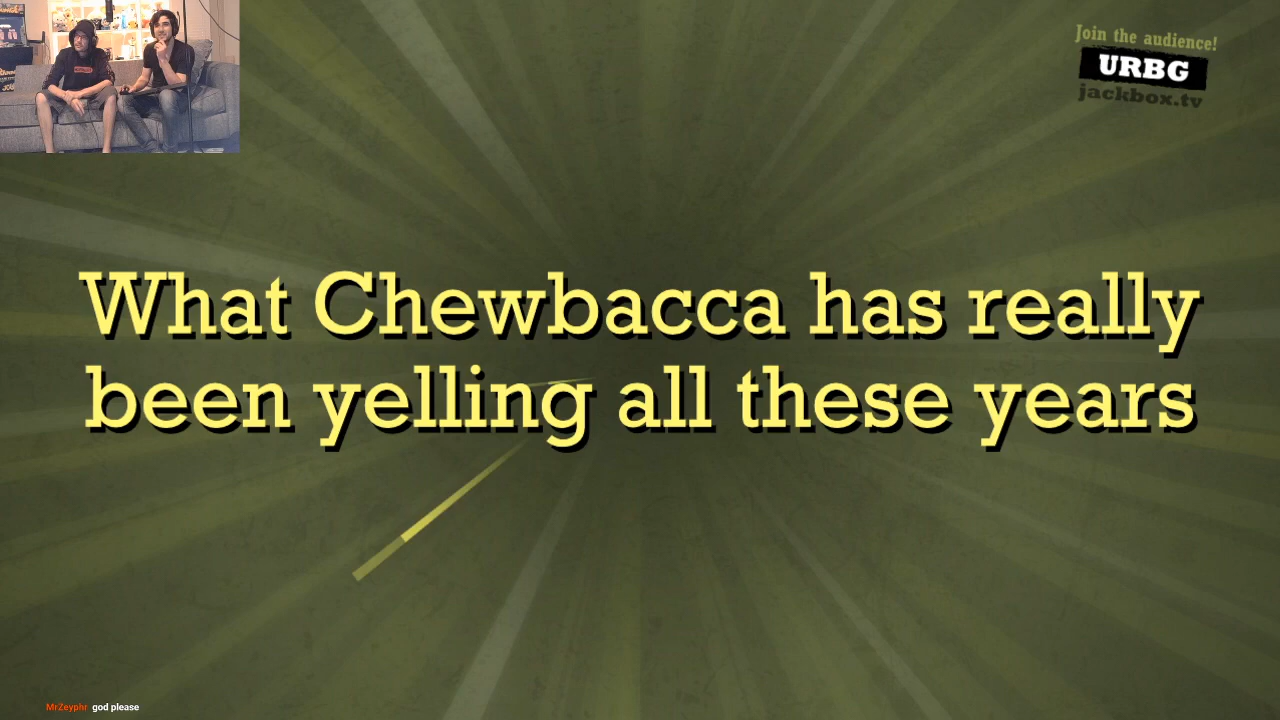 Join the audience!
URBG
jackbox.tv
What Chewbacca has really
been yelling all these years
MrZeyphr god please